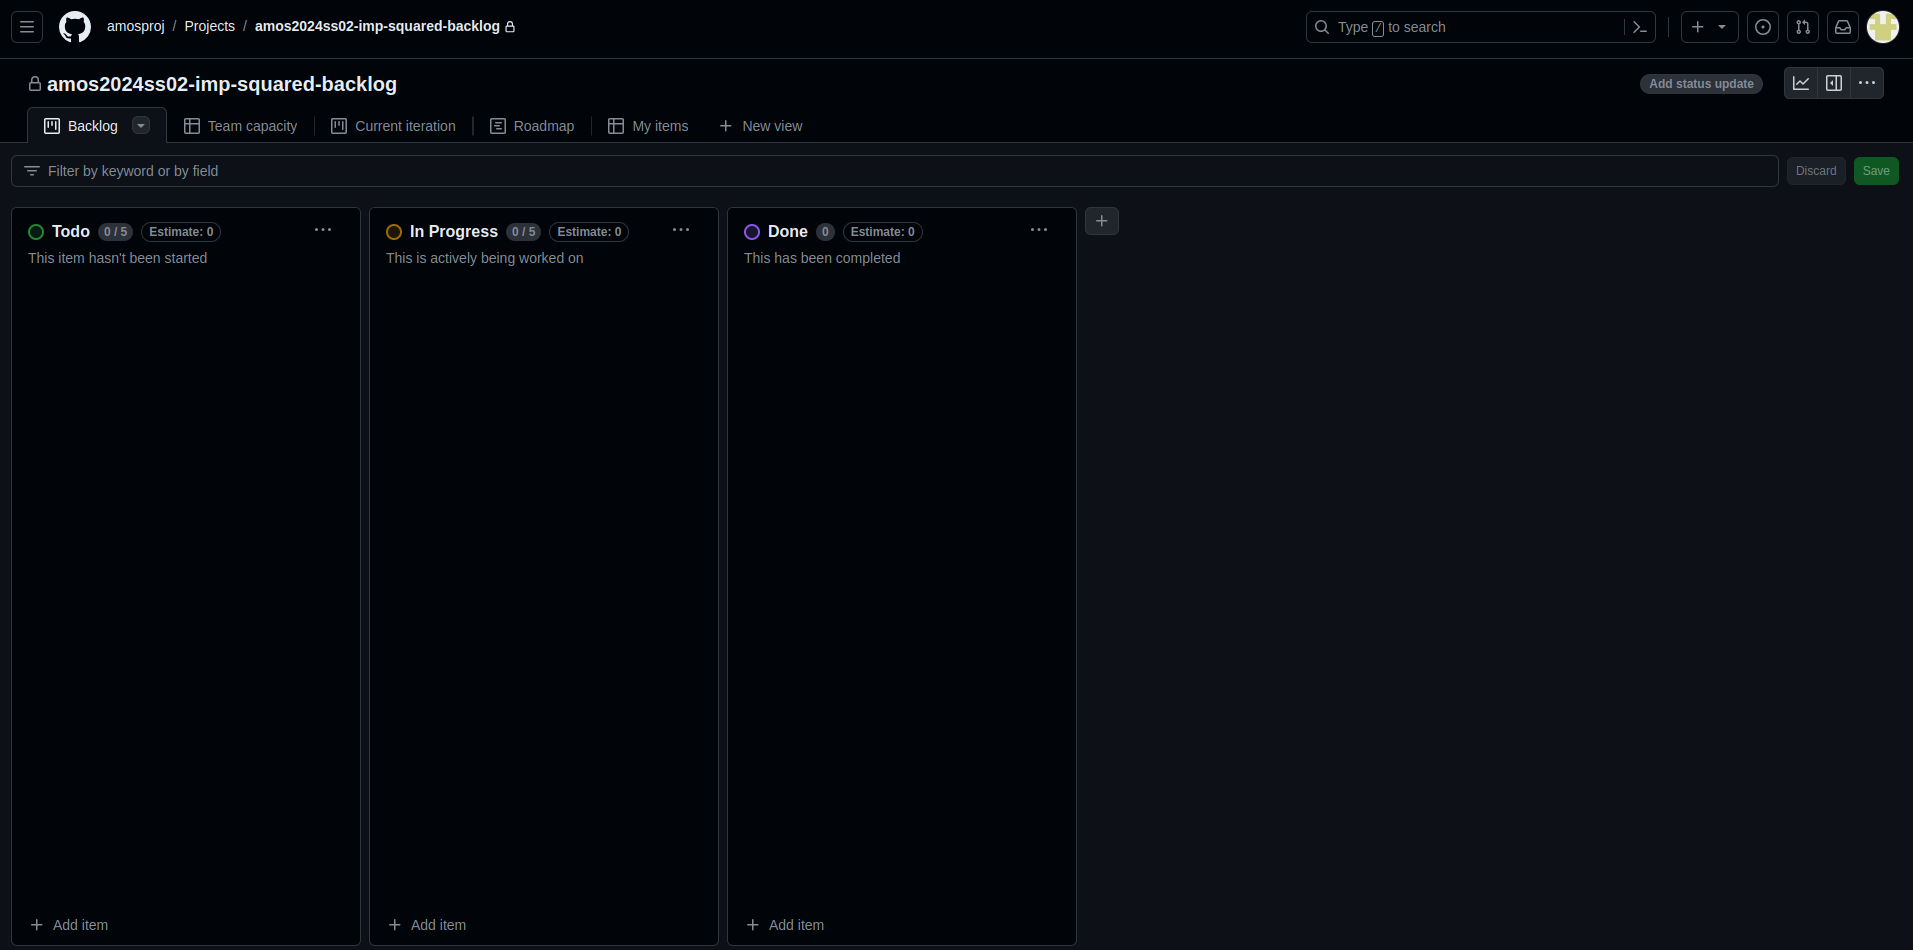 amosproj / Projects / amos2024ss02-imp-squared-backlog
Type / to search
amos2024ss02-imp-squared-backlog
Add status update
Backlog
Team capacity
Current iteration
Roadmap
My items
New view
Filter by keyword or by field
Discard
Save
Todo 0 / 5 Estimate: 0
This item hasn't been started
Add item
In Progress 0 / 5 Estimate: 0
This is actively being worked on
Add item
Done 0 Estimate: 0
This has been completed
Add item